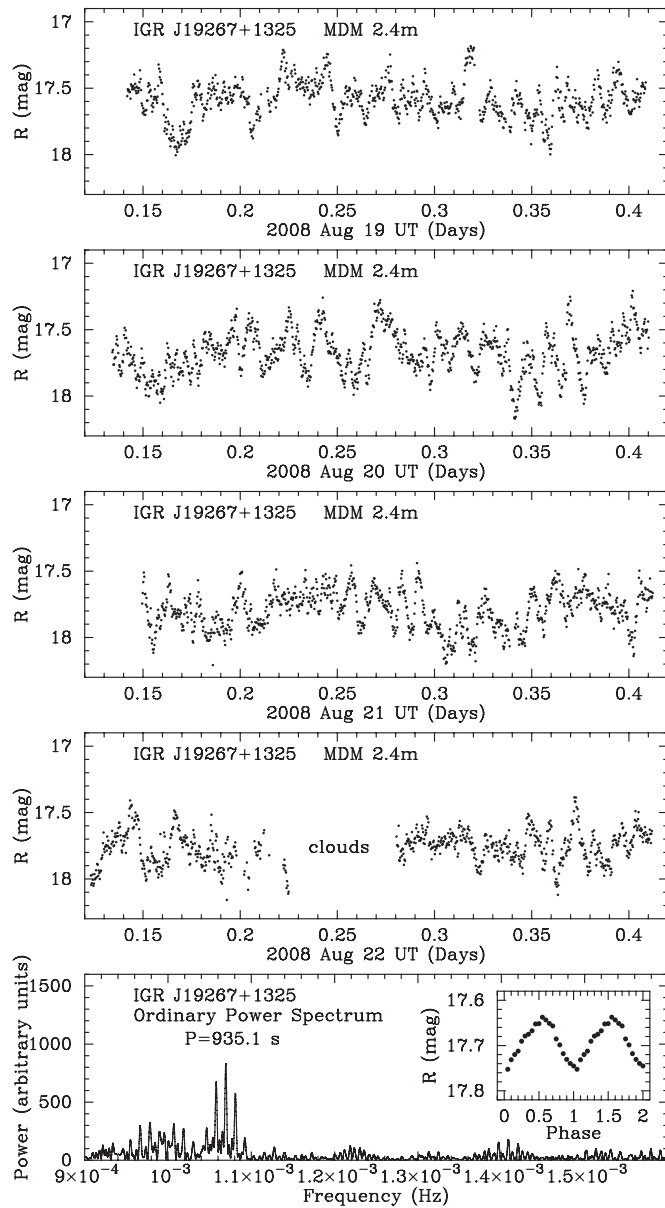 IGR J19267+1325 MDM 2.4m
17
17.5
18
R (mag)
0.15 0.2 0.25 0.3 0.35 0.4
2008 Aug 19 UT (Days)
IGR J19267+1325 MDM 2.4m
17
17.5
18
R (mag)
0.15 0.2 0.25 0.3 0.35 0.4
2008 Aug 20 UT (Days)
IGR J19267+1325 MDM 2.4m
17
17.5
18
R (mag)
0.15 0.2 0.25 0.3 0.35 0.4
2008 Aug 21 UT (Days)
IGR J19267+1325 MDM 2.4m
17
17.5
18
R (mag)
clouds
0.15 0.2 0.25 0.3 0.35 0.4
2008 Aug 22 UT (Days)
IGR J19267+1325
Ordinary Power Spectrum
P=935.1 s
1500
1000
500
0
Power (arbitrary units)
17.6
17.7
17.8
R (mag)
0 0.5 1 1.5 2
Phase
9×10⁻⁴ 10⁻³ 1.1×10⁻³ 1.2×10⁻³ 1.3×10⁻³ 1.4×10⁻³ 1.5×10⁻³
Frequency (Hz)